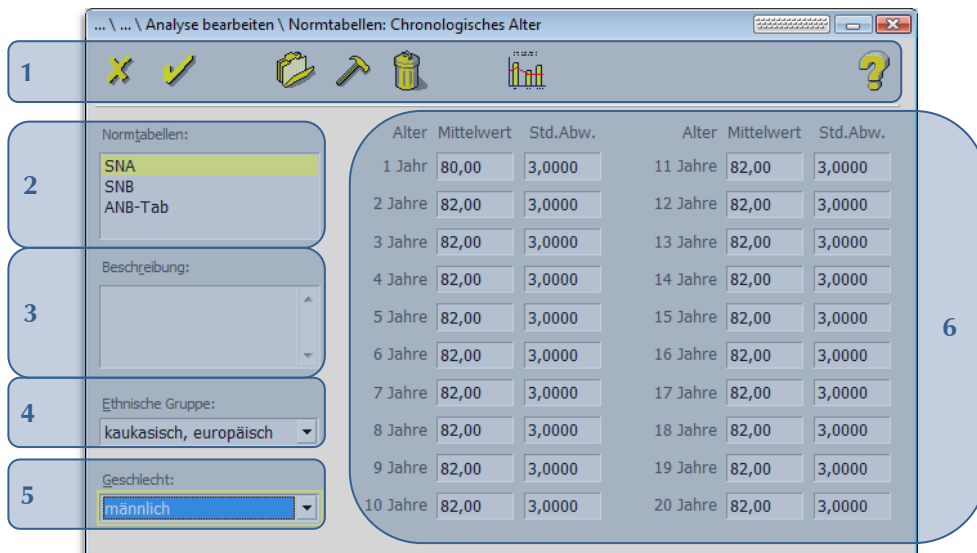 ... \ ... \ Analyse bearbeiten \ Normtabellen: Chronologisches Alter
1
2
Normtabellen:
SNA
SNB
ANB-Tab
3
Beschreibung:
4
Ethnische Gruppe:
kaukasisch, europäisch
5
Geschlecht:
männlich
Alter Mittelwert Std.Abw. Alter Mittelwert Std.Abw.
1 Jahr 80,00 3,0000 11 Jahre 82,00 3,0000
2 Jahre 82,00 3,0000 12 Jahre 82,00 3,0000
3 Jahre 82,00 3,0000 13 Jahre 82,00 3,0000
4 Jahre 82,00 3,0000 14 Jahre 82,00 3,0000
5 Jahre 82,00 3,0000 15 Jahre 82,00 3,0000
6 Jahre 82,00 3,0000 16 Jahre 82,00 3,0000
7 Jahre 82,00 3,0000 17 Jahre 82,00 3,0000
8 Jahre 82,00 3,0000 18 Jahre 82,00 3,0000
9 Jahre 82,00 3,0000 19 Jahre 82,00 3,0000
10 Jahre 82,00 3,0000 20 Jahre 82,00 3,0000
6